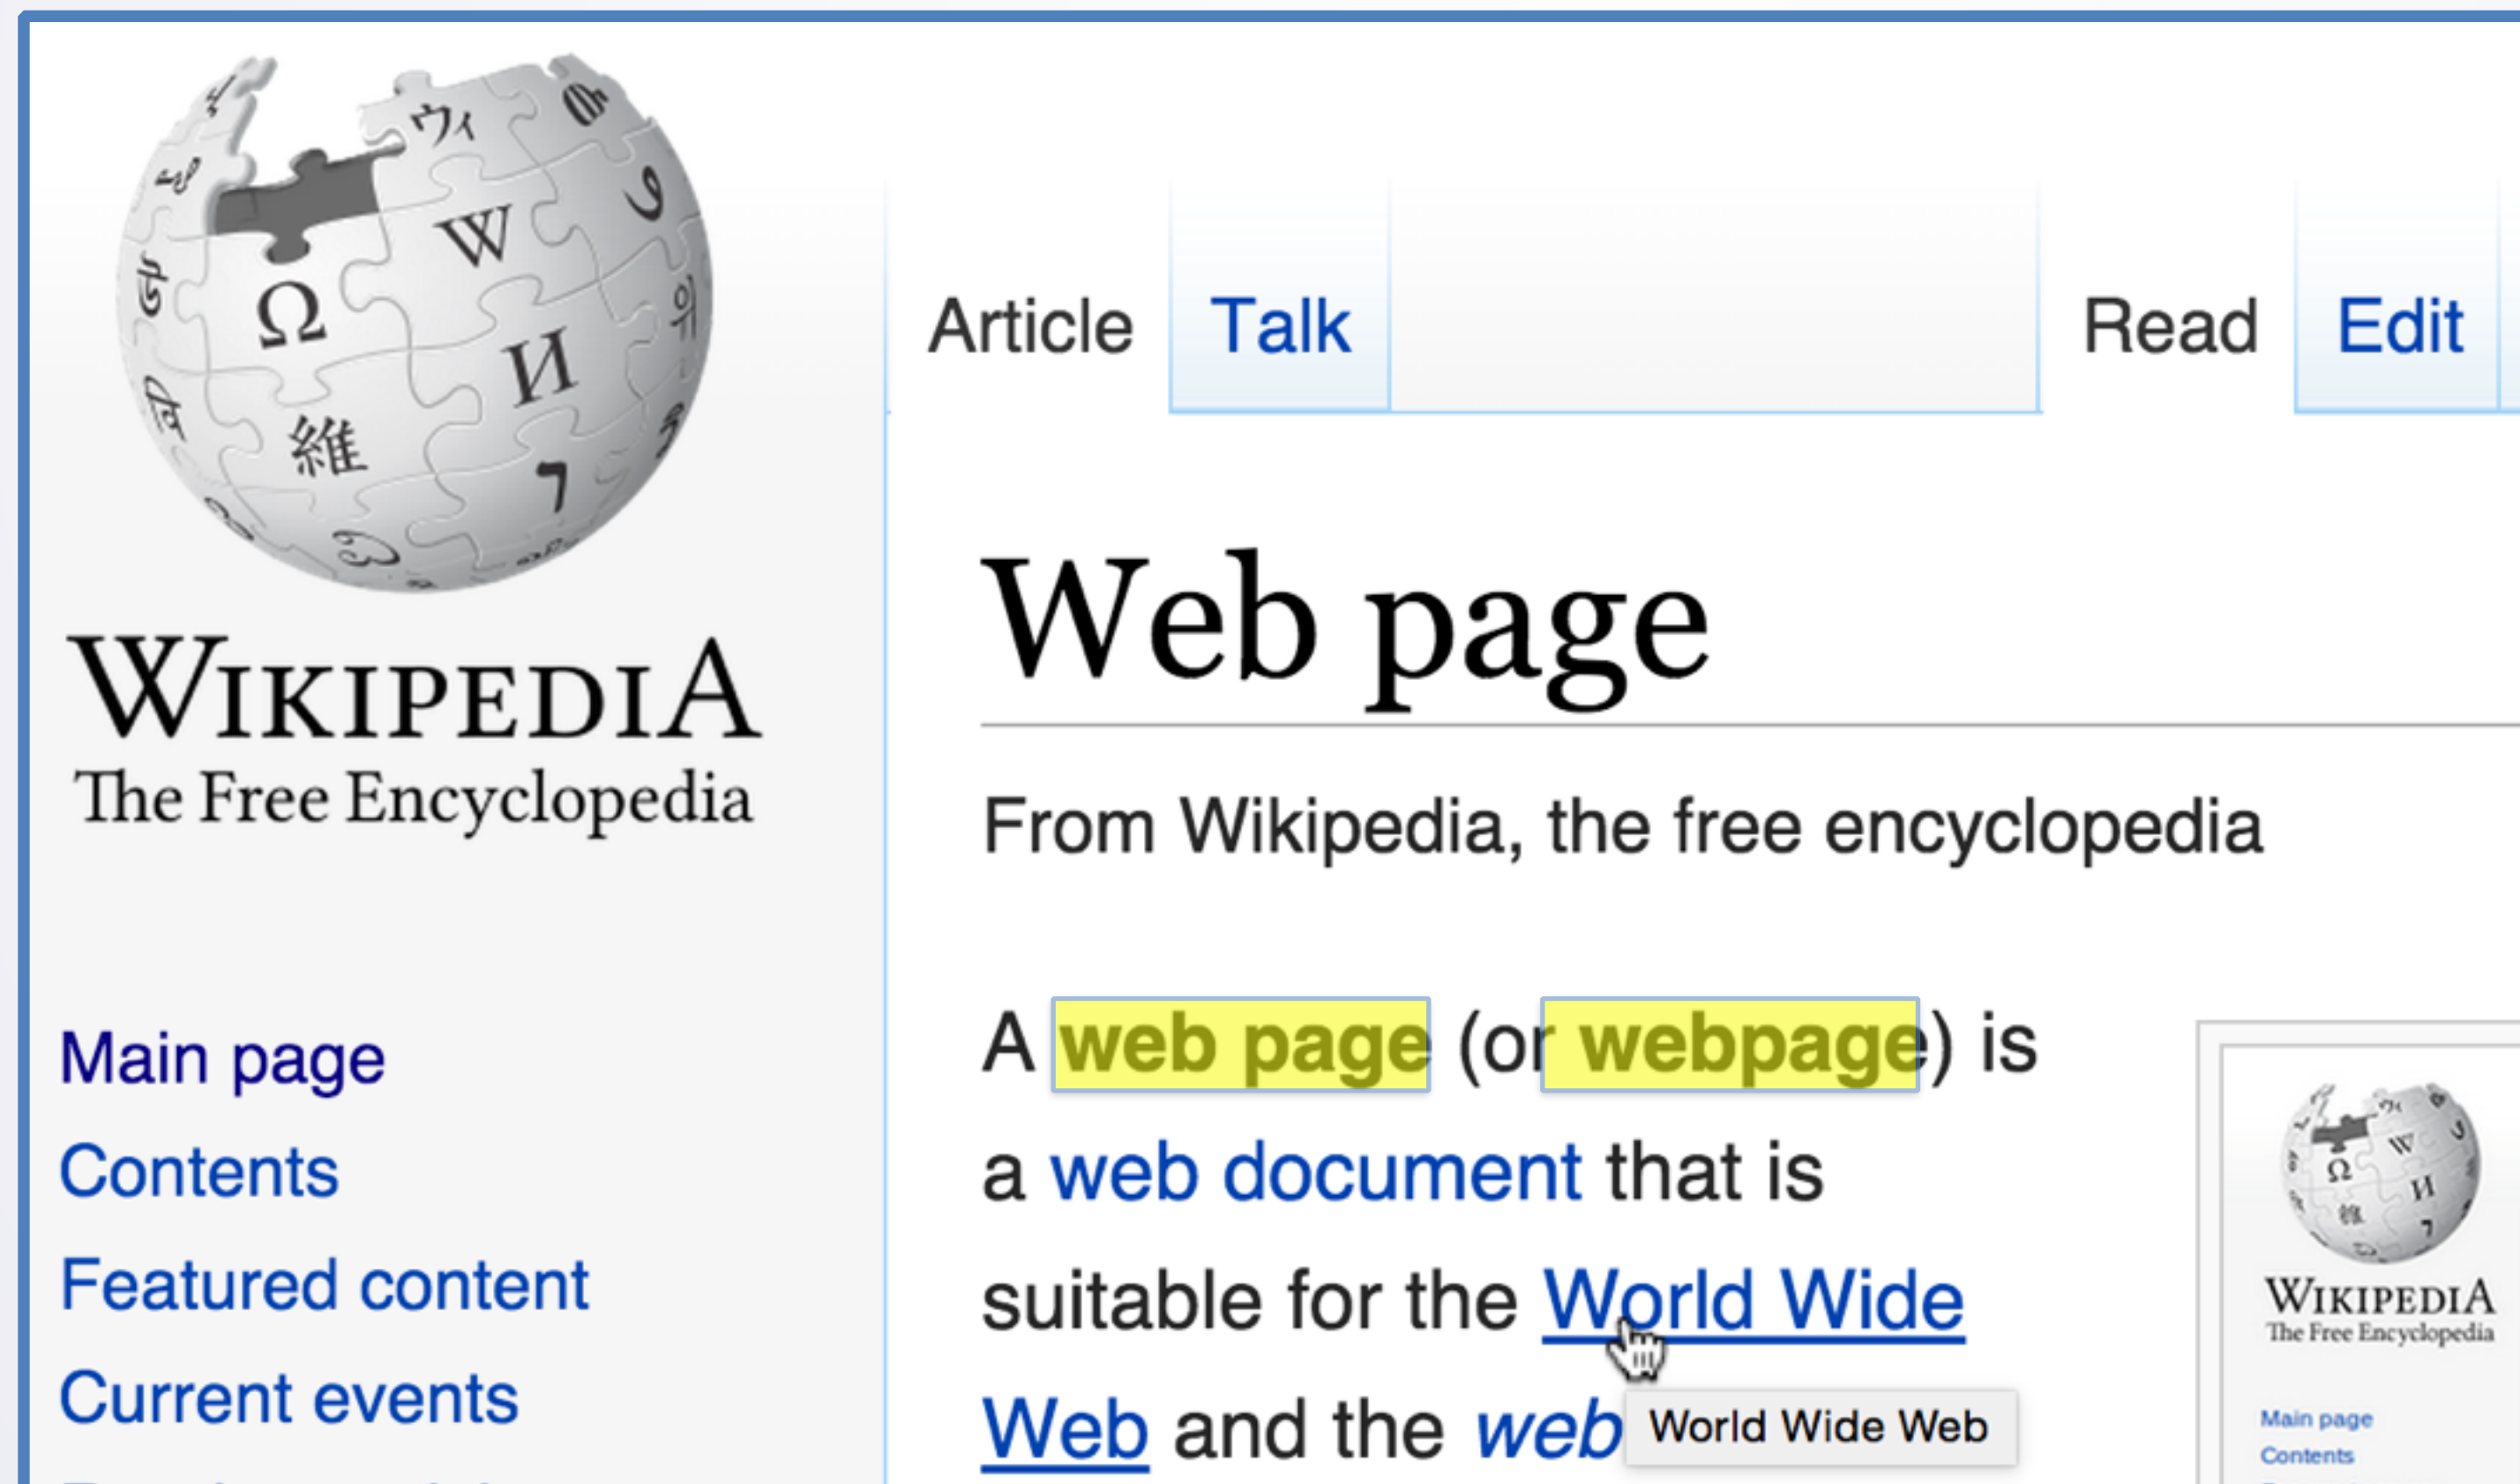 WIKIPEDIA
The Free Encyclopedia
Main page
Contents
Featured content
Current events
Article Talk Read Edit
Web page
From Wikipedia, the free encyclopedia
A web page (or webpage) is
a web document that is
suitable for the World Wide
Web and the web
World Wide Web
WIKIPEDIA
The Free Encyclopedia
Main page
Contents